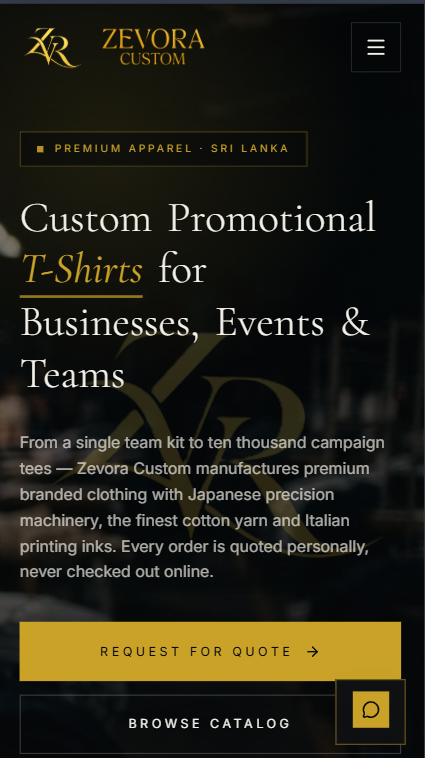 ZR ZEVORA
CUSTOM
PREMIUM APPAREL · SRI LANKA
Custom Promotional
T-Shirts for
Businesses, Events &
Teams
From a single team kit to ten thousand campaign
tees — Zevora Custom manufactures premium
branded clothing with Japanese precision
machinery, the finest cotton yarn and Italian
printing inks. Every order is quoted personally,
never checked out online.
REQUEST FOR QUOTE →
BROWSE CATALOG